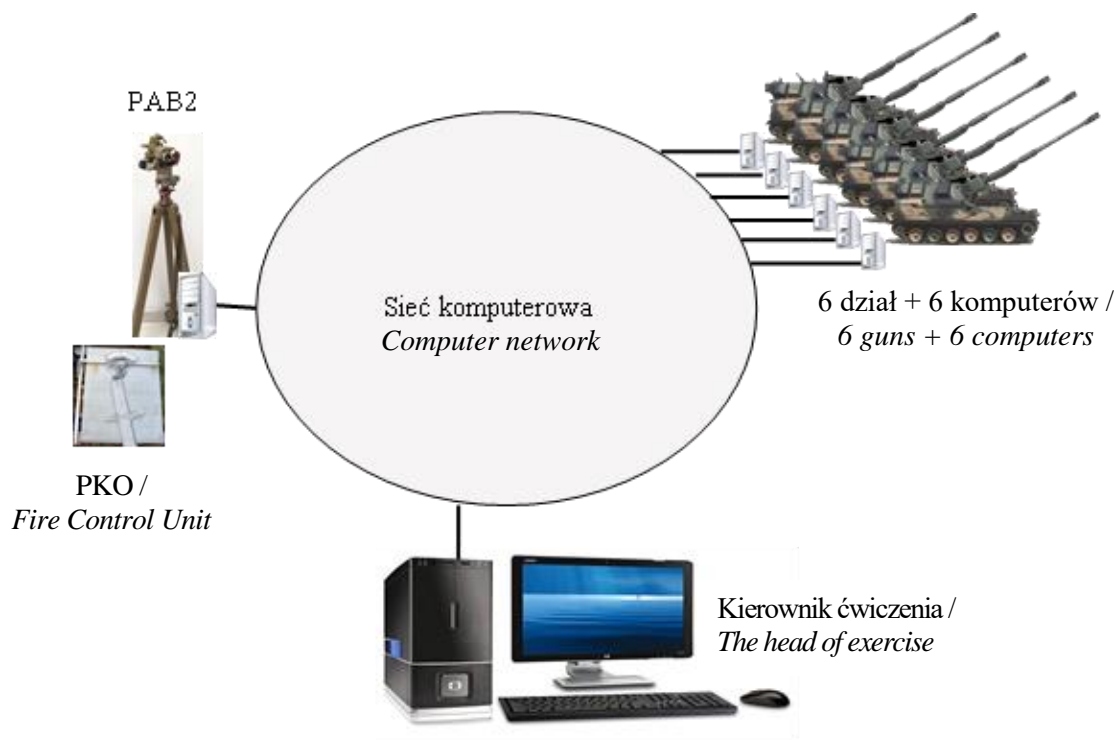 PAB2
Sieć komputerowa
Computer network
6 dział + 6 komputerów /
6 guns + 6 computers
PKO /
Fire Control Unit
Kierownik ćwiczenia /
The head of exercise